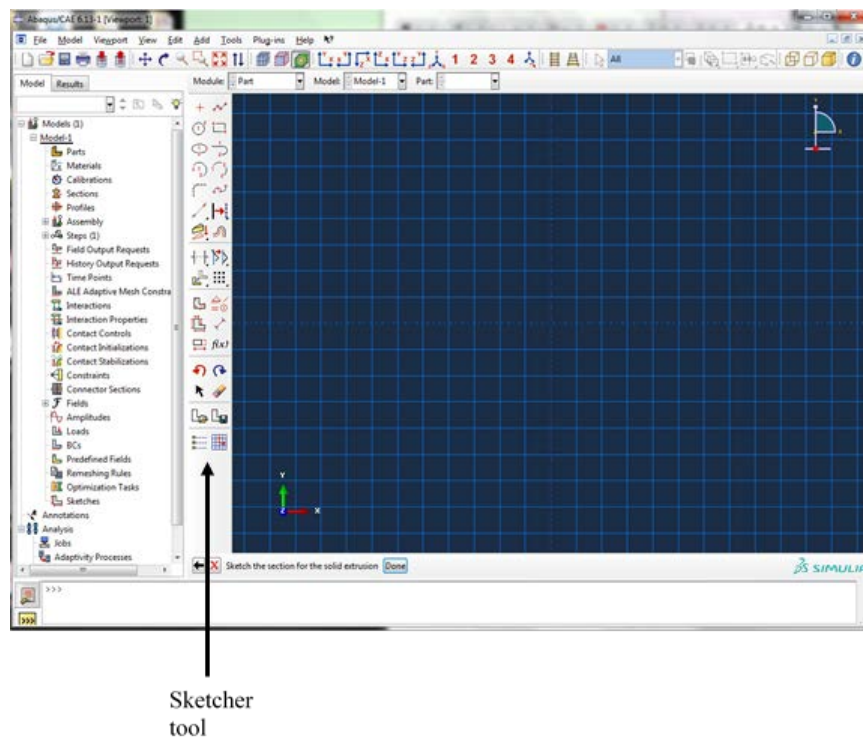 Abaqus/CAE 6.13-1 [Viewport: 1]
File Model Viewport View Edit Add Tools Plug-ins Help
1 2 3 4 All
Model Results Module: Part Model: Model-1 Part:
Models (1)
Model-1
Parts
Materials
Calibrations
Sections
Profiles
Assembly
Steps (1)
Field Output Requests
History Output Requests
Time Points
ALE Adaptive Mesh Constra
Interactions
Interaction Properties
Contact Controls
Contact Initializations
Contact Stabilizations
Constraints
Connector Sections
Fields
Amplitudes
Loads
BCs
Predefined Fields
Remeshing Rules
Optimization Tasks
Sketches
Annotations
Analysis
Jobs
Adaptivity Processes
f(x)
Y
Z X
Sketch the section for the solid extrusion Done
SIMULIA
>>>
>>>
Sketcher
tool